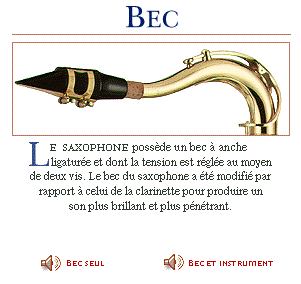 BEC
LE SAXOPHONE possède un bec à anche
ligaturée et dont la tension est réglée au moyen
de deux vis. Le bec du saxophone a été modifié par
rapport à celui de la clarinette pour produire un
son plus brillant et plus pénétrant.
BEC SEUL
BEC ET INSTRUMENT